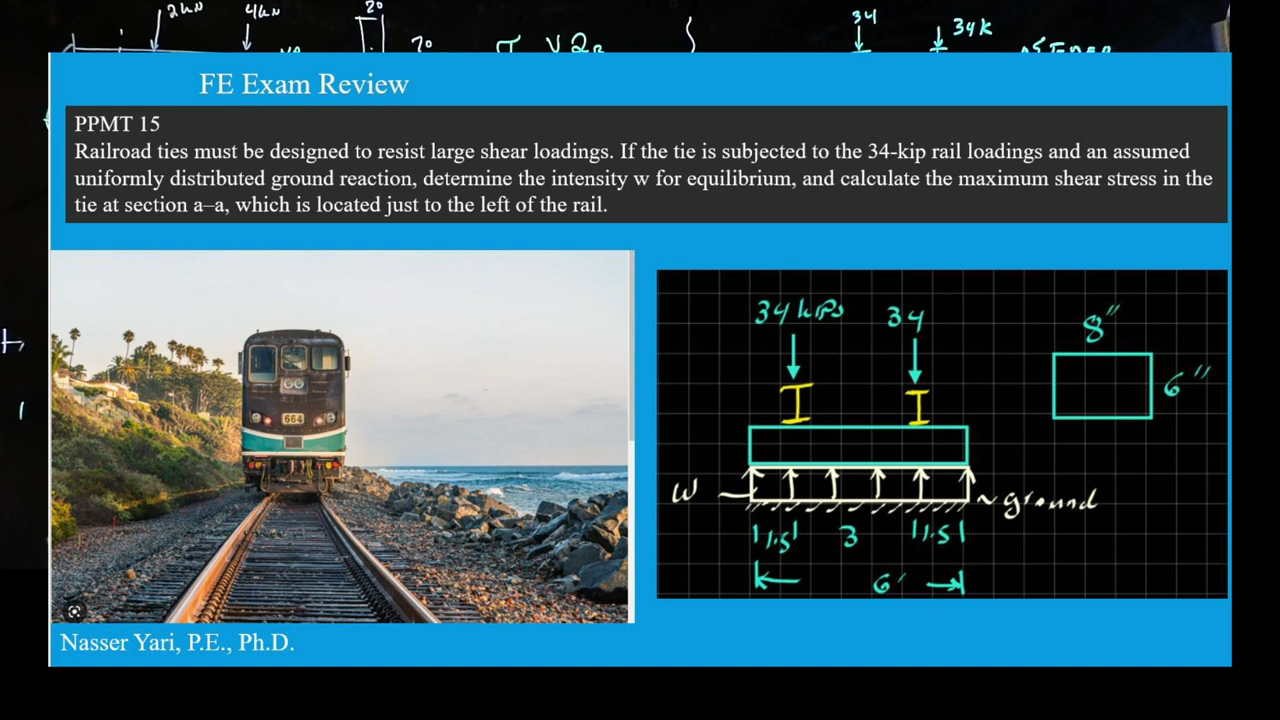 2kN
4kN
20
34
34k
20
FE Exam Review
PPMT 15
Railroad ties must be designed to resist large shear loadings. If the tie is subjected to the 34-kip rail loadings and an assumed
uniformly distributed ground reaction, determine the intensity w for equilibrium, and calculate the maximum shear stress in the
tie at section a–a, which is located just to the left of the rail.
34 kips
34
8"
6"
664
w
~ ground
1.5
3
1.5
6'
Nasser Yari, P.E., Ph.D.